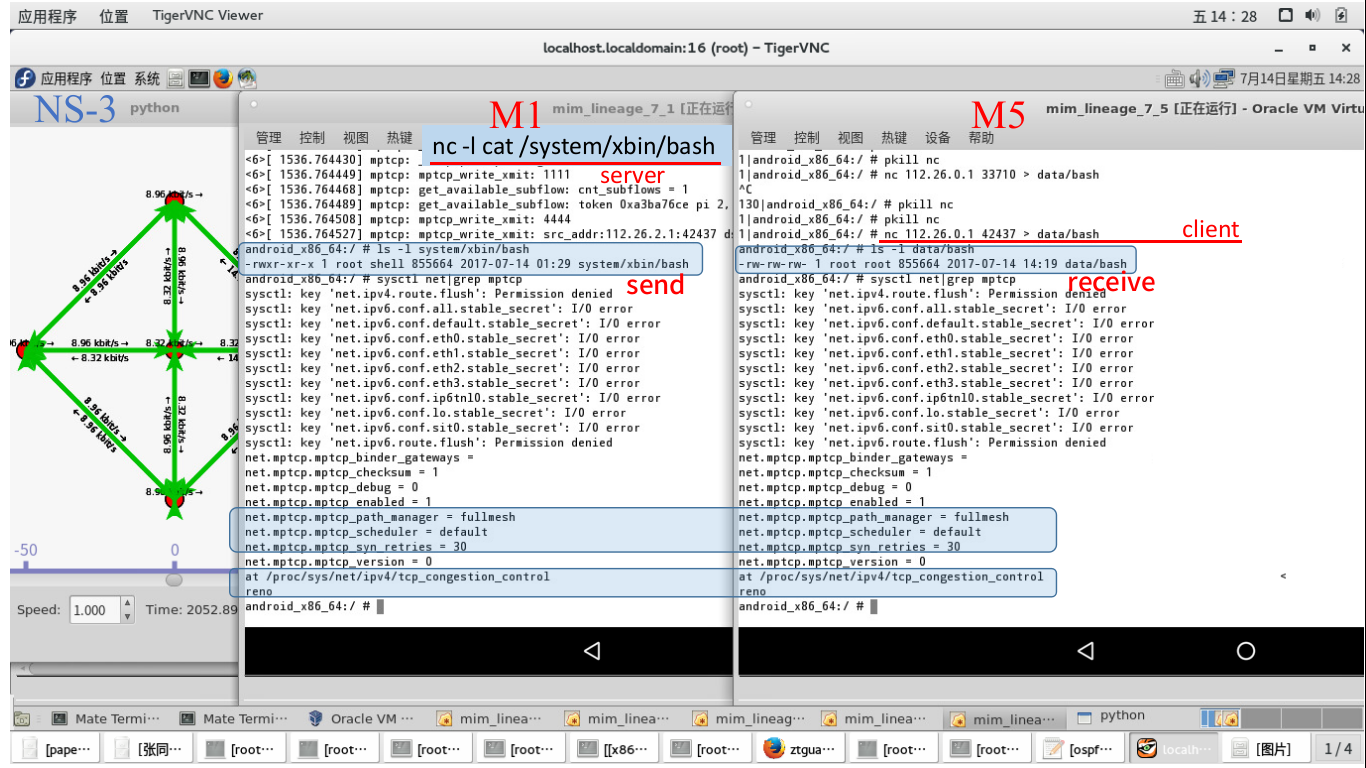 应用程序 位置 TigerVNC Viewer 五 14：28
localhost.localdomain:16 (root) – TigerVNC
应用程序 位置 系统 7月14日星期五 14:28
NS-3 python
8.96 kbit/s →
8.96 kbit/s →
← 8.96 kbit/s
8.96 kbit/s →
8.32 kbit/s →
8.96 kbit/s →
← 8.32 kbit/s
8.32
8.96 kbit/s →
← 8.96 kbit/s
8.32 kbit/s →
8.96 kbit/s →
-50 0
Speed: 1.000 Time: 2052.89
M1 mim_lineage_7_1 [正在运行
管理 控制 视图 热键
nc -l cat /system/xbin/bash
server
<6>[ 1536.764430] mptcp:
<6>[ 1536.764449] mptcp: mptcp_write_xmit: 1111
<6>[ 1536.764468] mptcp: get_available_subflow: cnt_subflows = 1
<6>[ 1536.764489] mptcp: get_available_subflow: token 0xa3ba76ce pi 2,
<6>[ 1536.764508] mptcp: mptcp_write_xmit: 4444
<6>[ 1536.764527] mptcp: mptcp_write_xmit: src_addr:112.26.2.1:42437 ds
android_x86_64:/ # ls -l system/xbin/bash
-rwxr-xr-x 1 root shell 855664 2017-07-14 01:29 system/xbin/bash
android_x86_64:/ # sysctl net|grep mptcp
send
sysctl: key 'net.ipv4.route.flush': Permission denied
sysctl: key 'net.ipv6.conf.all.stable_secret': I/O error
sysctl: key 'net.ipv6.conf.default.stable_secret': I/O error
sysctl: key 'net.ipv6.conf.eth0.stable_secret': I/O error
sysctl: key 'net.ipv6.conf.eth1.stable_secret': I/O error
sysctl: key 'net.ipv6.conf.eth2.stable_secret': I/O error
sysctl: key 'net.ipv6.conf.eth3.stable_secret': I/O error
sysctl: key 'net.ipv6.conf.ip6tnl0.stable_secret': I/O error
sysctl: key 'net.ipv6.conf.lo.stable_secret': I/O error
sysctl: key 'net.ipv6.conf.sit0.stable_secret': I/O error
sysctl: key 'net.ipv6.route.flush': Permission denied
net.mptcp.mptcp_binder_gateways =
net.mptcp.mptcp_checksum = 1
net.mptcp.mptcp_debug = 0
net.mptcp.mptcp_enabled = 1
net.mptcp.mptcp_path_manager = fullmesh
net.mptcp.mptcp_scheduler = default
net.mptcp.mptcp_syn_retries = 30
net.mptcp.mptcp_version = 0
at /proc/sys/net/ipv4/tcp_congestion_control
reno
android_x86_64:/ #
M5 mim_lineage_7_5 [正在运行] - Oracle VM Virtu
管理 控制 视图 热键 设备 帮助
1|android_x86_64:/ # pkill nc
1|android_x86_64:/ # nc 112.26.0.1 33710 > data/bash
^C
130|android_x86_64:/ # pkill nc
1|android_x86_64:/ # pkill nc
1|android_x86_64:/ # nc 112.26.0.1 42437 > data/bash
client
android_x86_64:/ # ls -l data/bash
-rw-rw-rw- 1 root root 855664 2017-07-14 14:19 data/bash
android_x86_64:/ # sysctl net|grep mptcp
receive
sysctl: key 'net.ipv4.route.flush': Permission denied
sysctl: key 'net.ipv6.conf.all.stable_secret': I/O error
sysctl: key 'net.ipv6.conf.default.stable_secret': I/O error
sysctl: key 'net.ipv6.conf.eth0.stable_secret': I/O error
sysctl: key 'net.ipv6.conf.eth1.stable_secret': I/O error
sysctl: key 'net.ipv6.conf.eth2.stable_secret': I/O error
sysctl: key 'net.ipv6.conf.eth3.stable_secret': I/O error
sysctl: key 'net.ipv6.conf.ip6tnl0.stable_secret': I/O error
sysctl: key 'net.ipv6.conf.lo.stable_secret': I/O error
sysctl: key 'net.ipv6.conf.sit0.stable_secret': I/O error
sysctl: key 'net.ipv6.route.flush': Permission denied
net.mptcp.mptcp_binder_gateways =
net.mptcp.mptcp_checksum = 1
net.mptcp.mptcp_debug = 0
net.mptcp.mptcp_enabled = 1
net.mptcp.mptcp_path_manager = fullmesh
net.mptcp.mptcp_scheduler = default
net.mptcp.mptcp_syn_retries = 30
net.mptcp.mptcp_version = 0
at /proc/sys/net/ipv4/tcp_congestion_control
reno
android_x86_64:/ #
Mate Termi··· Mate Termi··· Oracle VM ··· mim_linea··· mim_linea··· mim_lineag··· mim_linea··· mim_linea··· python
[pape··· [张同··· [root··· [root··· [root··· [root··· [[x86··· [root··· ztgua··· [root··· [root··· [ospf··· localh··· [图片] 1 / 4